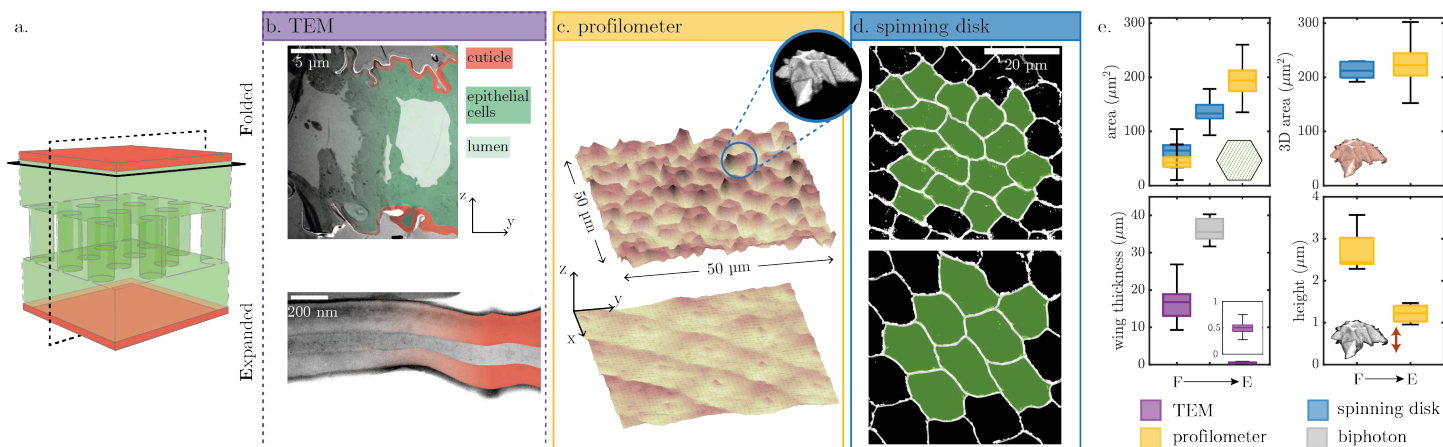 a.
b. TEM
c. profilometer
d. spinning disk
e.
Folded
Expanded
5 µm
cuticle
epithelial
cells
lumen
z
y
200 nm
50 µm
50 µm
z
y
x
20 µm
area (µm²)
300
200
100
0
3D area (µm²)
300
200
100
0
wing thickness (µm)
40
30
20
10
0
1
0.5
0
F E
height (µm)
4
3
2
1
0
F E
TEM
profilometer
spinning disk
biphoton